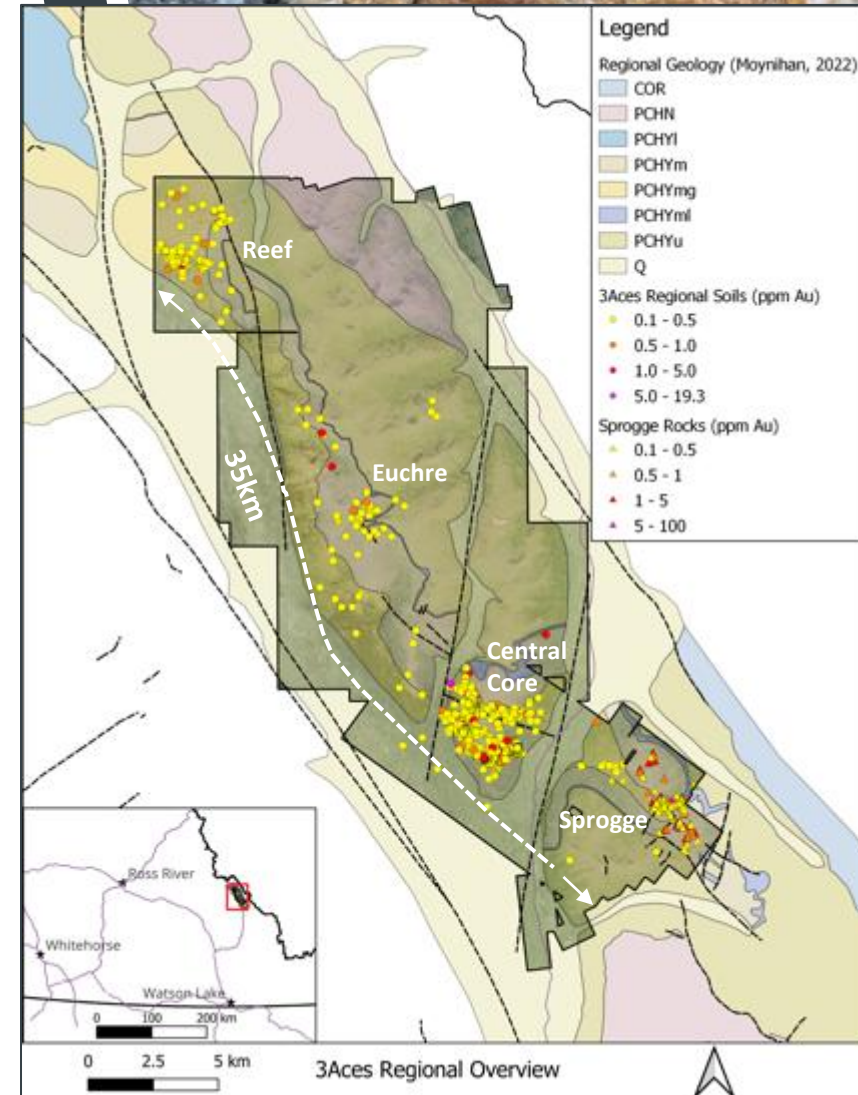 Legend
Regional Geology (Moynihan, 2022)
COR
PCHN
PCHYl
PCHYm
PCHYmg
PCHYml
PCHYu
Q
3Aces Regional Soils (ppm Au)
0.1 - 0.5
0.5 - 1.0
1.0 - 5.0
5.0 - 19.3
Sprogge Rocks (ppm Au)
0.1 - 0.5
0.5 - 1
1 - 5
5 - 100
Reef
35km
Euchre
Central
Core
Sprogge
Ross River
Whitehorse
Watson Lake
0 100 200 km
0 2.5 5 km
3Aces Regional Overview